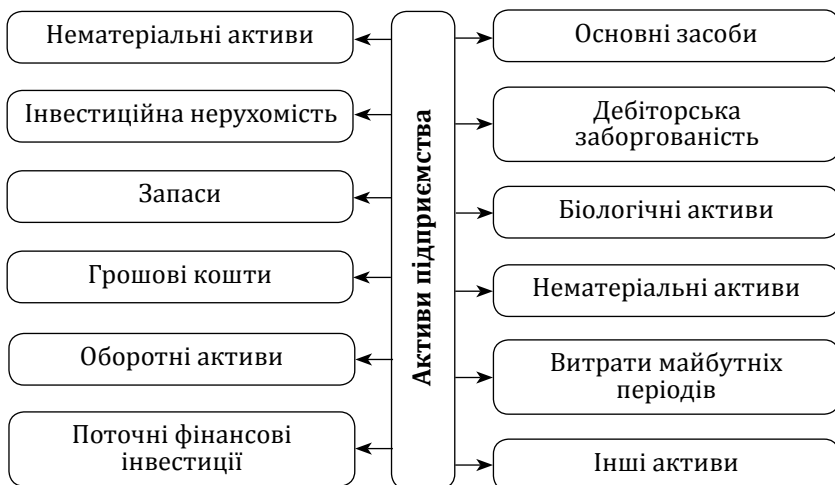 Нематеріальні активи
Інвестиційна нерухомість
Запаси
Грошові кошти
Оборотні активи
Поточні фінансові
інвестиції
Активи підприємства
Основні засоби
Дебіторська
заборгованість
Біологічні активи
Нематеріальні активи
Витрати майбутніх
періодів
Інші активи